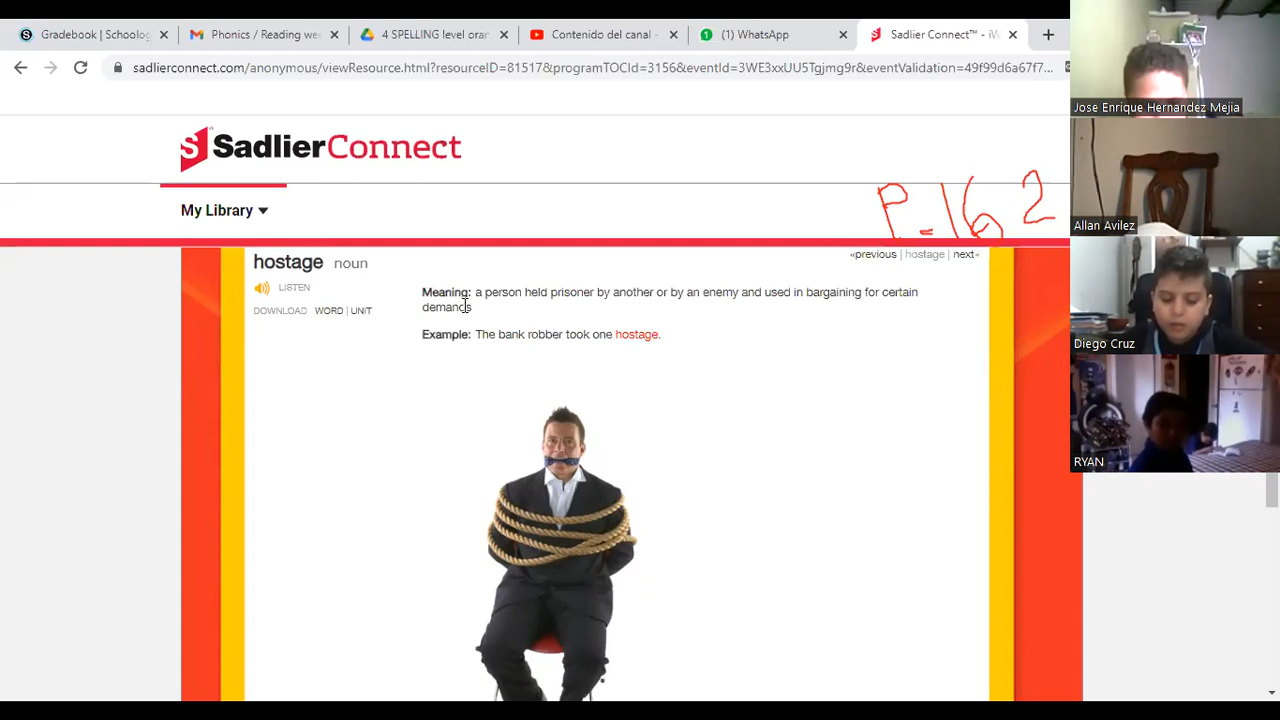 Gradebook | Schoolog
Phonics / Reading wee
4 SPELLING level oran
Contenido del canal -
(1) WhatsApp
Sadlier Connect™ - iW
sadlierconnect.com/anonymous/viewResource.html?resourceID=81517&programTOCId=3156&eventId=3WE3xxUU5Tgjmg9r&eventValidation=49f99d6a67f7...
SadlierConnect
My Library
P. 162
hostage noun
«previous | hostage | next»
LISTEN
DOWNLOAD WORD | UNIT
Meaning: a person held prisoner by another or by an enemy and used in bargaining for certain
demands
Example: The bank robber took one hostage.
Jose Enrique Hernandez Mejia
Allan Avilez
Diego Cruz
RYAN